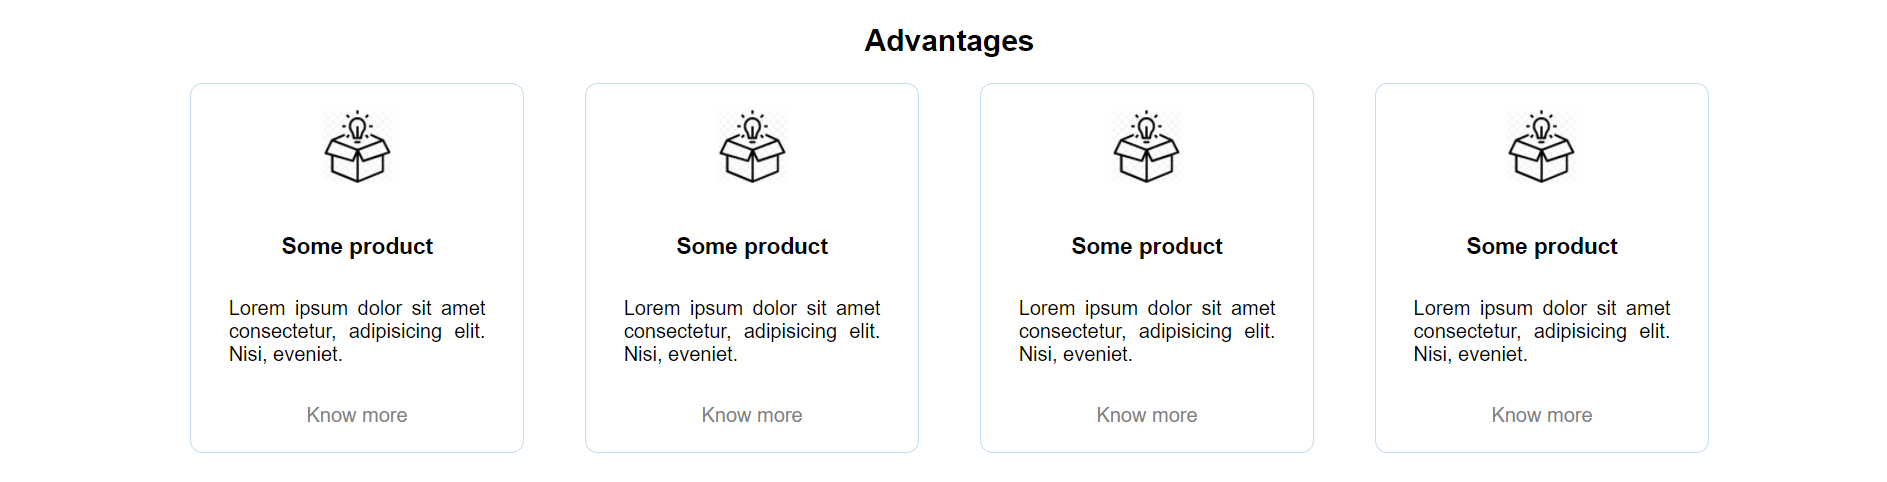 Advantages
Some product
Lorem ipsum dolor sit amet
consectetur, adipisicing elit.
Nisi, eveniet.
Know more
Some product
Lorem ipsum dolor sit amet
consectetur, adipisicing elit.
Nisi, eveniet.
Know more
Some product
Lorem ipsum dolor sit amet
consectetur, adipisicing elit.
Nisi, eveniet.
Know more
Some product
Lorem ipsum dolor sit amet
consectetur, adipisicing elit.
Nisi, eveniet.
Know more